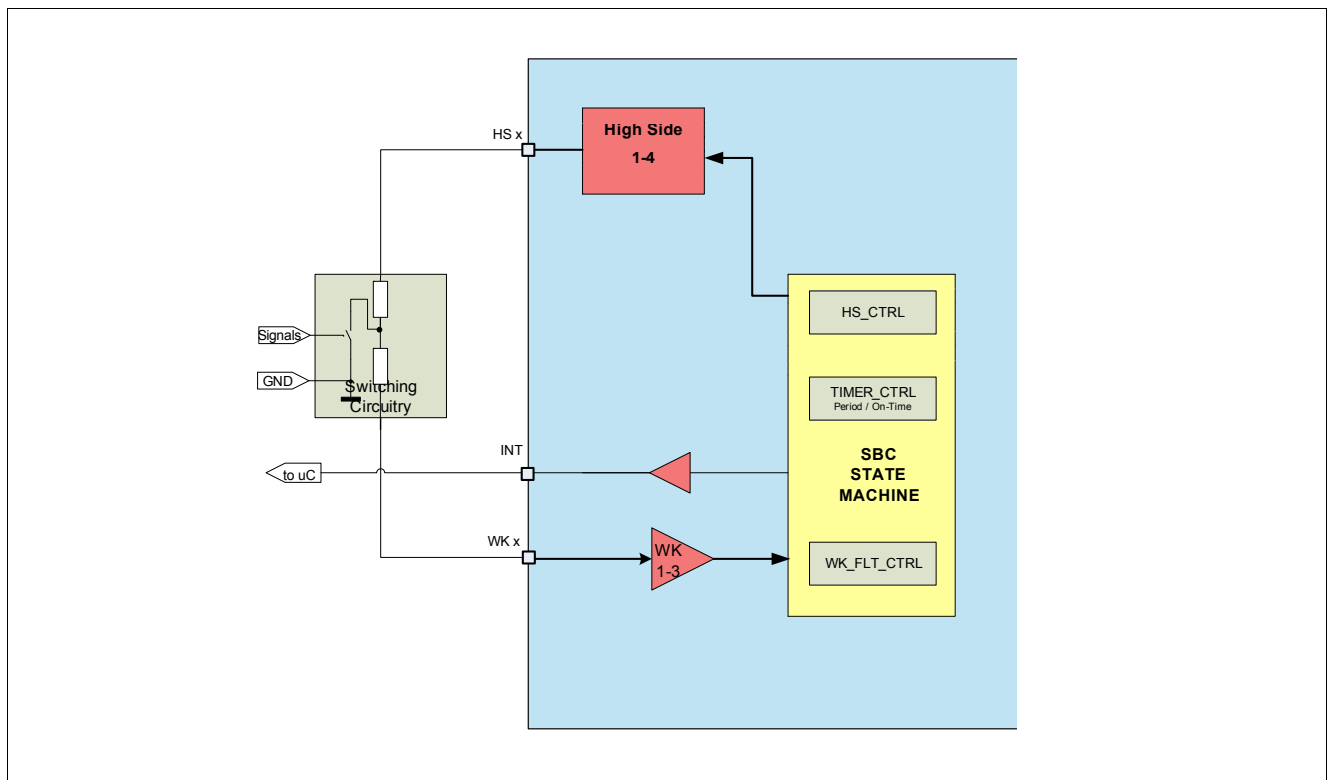 High Side
1-4
HS x
HS_CTRL
Signals
TIMER_CTRL
Period / On-Time
GND
Switching
Circuitry
INT
SBC
STATE
MACHINE
to uC
WK x
WK
1-3
WK_FLT_CTRL